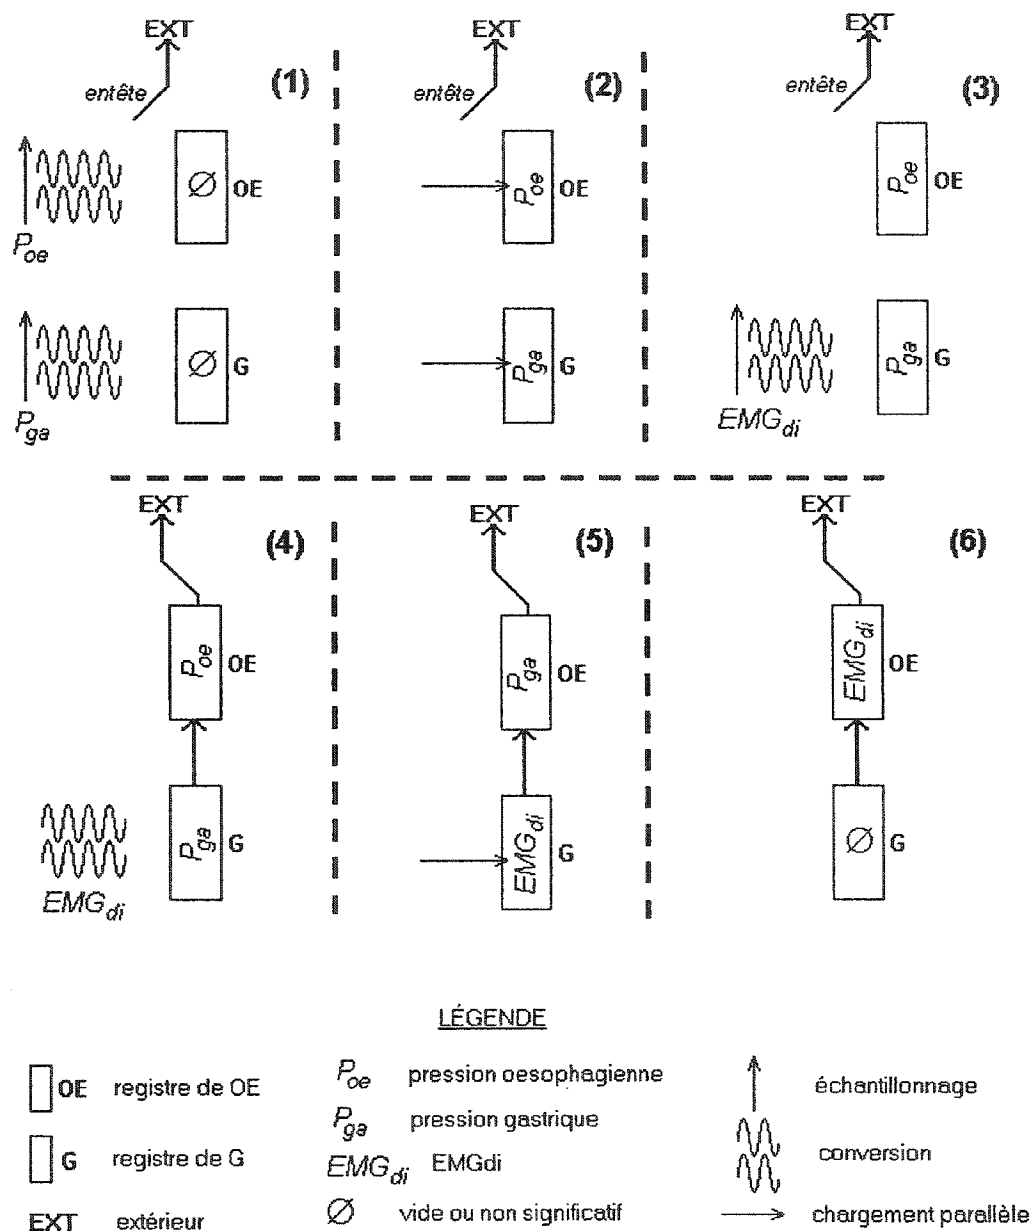 EXT EXT EXT
entête (1) entête (2) entête (3)
∅ OE P_oe OE P_oe OE
P_oe
∅ G P_ga G P_ga G
P_ga EMG_di
EXT EXT EXT
(4) (5) (6)
P_oe OE P_ga OE EMG_di OE
P_ga G EMG_di G ∅ G
EMG_di
LÉGENDE
OE registre de OE
G registre de G
EXT extérieur
P_oe pression oesophagienne
P_ga pression gastrique
EMG_di EMGdi
∅ vide ou non significatif
échantillonnage
conversion
chargement parallèle